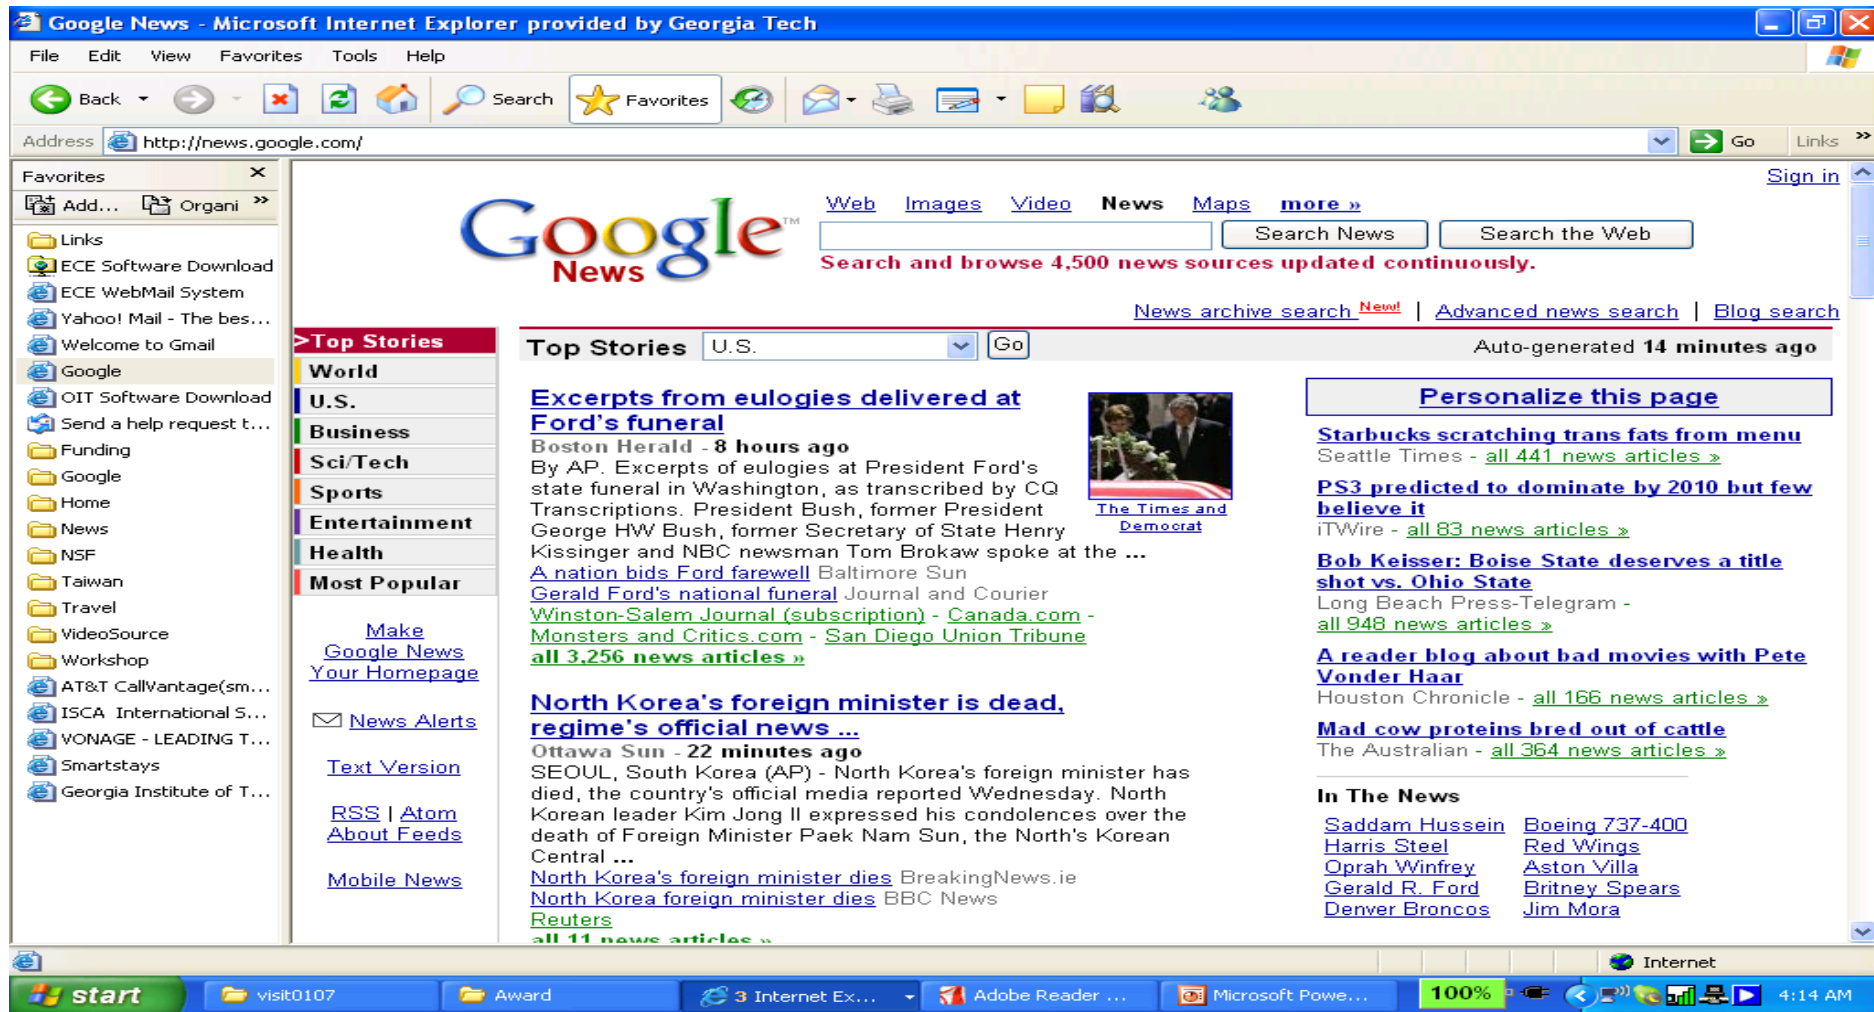 Google News - Microsoft Internet Explorer provided by Georgia Tech
File Edit View Favorites Tools Help
Back Search Favorites
Address http://news.google.com/ Go Links »
Favorites ×
Add... Organi »
Links
ECE Software Download
ECE WebMail System
Yahoo! Mail - The bes...
Welcome to Gmail
Google
OIT Software Download
Send a help request t...
Funding
Google
Home
News
NSF
Taiwan
Travel
VideoSource
Workshop
AT&T CallVantage(sm...
ISCA International S...
VONAGE - LEADING T...
Smartstays
Georgia Institute of T...
Sign in
Google™
News
Web Images Video News Maps more »
Search News Search the Web
Search and browse 4,500 news sources updated continuously.
News archive search New! | Advanced news search | Blog search
>Top Stories
World
U.S.
Business
Sci/Tech
Sports
Entertainment
Health
Most Popular
Make
Google News
Your Homepage
News Alerts
Text Version
RSS | Atom
About Feeds
Mobile News
Top Stories U.S. Go
Auto-generated 14 minutes ago
Excerpts from eulogies delivered at
Ford's funeral
Boston Herald - 8 hours ago
By AP. Excerpts of eulogies at President Ford's
state funeral in Washington, as transcribed by CQ
Transcriptions. President Bush, former President
George HW Bush, former Secretary of State Henry
Kissinger and NBC newsman Tom Brokaw spoke at the ...
The Times and
Democrat
A nation bids Ford farewell Baltimore Sun
Gerald Ford's national funeral Journal and Courier
Winston-Salem Journal (subscription) - Canada.com -
Monsters and Critics.com - San Diego Union Tribune
all 3,256 news articles »
North Korea's foreign minister is dead,
regime's official news ...
Ottawa Sun - 22 minutes ago
SEOUL, South Korea (AP) - North Korea's foreign minister has
died, the country's official media reported Wednesday. North
Korean leader Kim Jong Il expressed his condolences over the
death of Foreign Minister Paek Nam Sun, the North's Korean
Central ...
North Korea's foreign minister dies BreakingNews.ie
North Korea foreign minister dies BBC News
Reuters
all 11 news articles »
Personalize this page
Starbucks scratching trans fats from menu
Seattle Times - all 441 news articles »
PS3 predicted to dominate by 2010 but few
believe it
iTWire - all 83 news articles »
Bob Keisser: Boise State deserves a title
shot vs. Ohio State
Long Beach Press-Telegram -
all 948 news articles »
A reader blog about bad movies with Pete
Vonder Haar
Houston Chronicle - all 166 news articles »
Mad cow proteins bred out of cattle
The Australian - all 364 news articles »
In The News
Saddam Hussein Boeing 737-400
Harris Steel Red Wings
Oprah Winfrey Aston Villa
Gerald R. Ford Britney Spears
Denver Broncos Jim Mora
Internet
start visit0107 Award 3 Internet Ex... Adobe Reader ... Microsoft Powe... 100% 4:14 AM